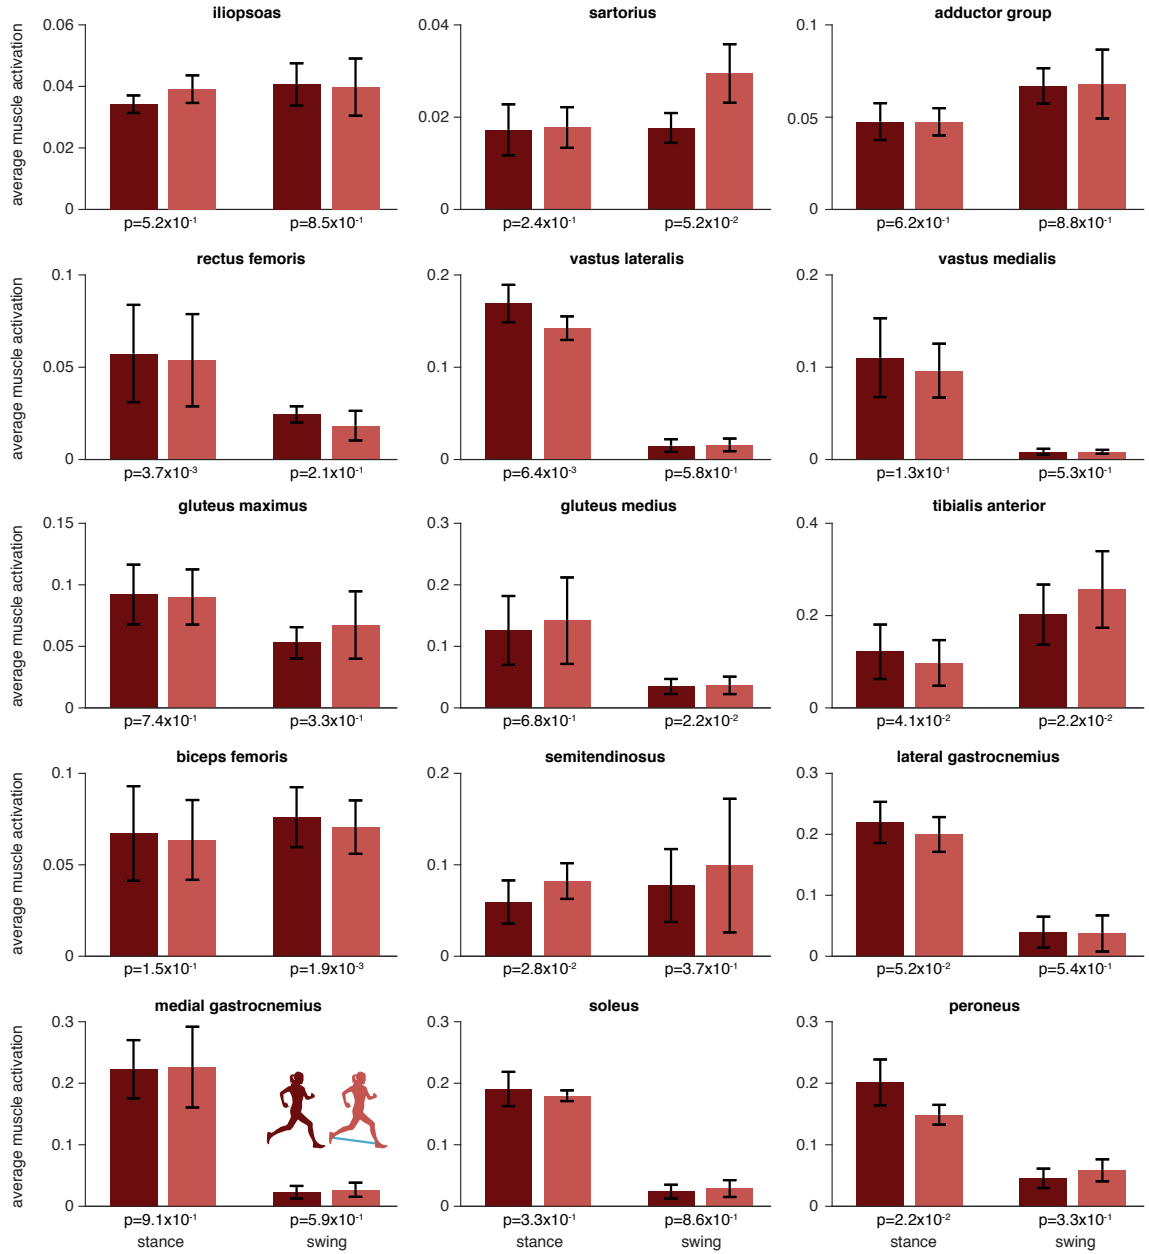 iliopsoas
sartorius
adductor group
average muscle activation
0.06
0.04
0.02
0
0.04
0.02
0
0.1
0.05
0
p=5.2x10⁻¹
p=8.5x10⁻¹
p=2.4x10⁻¹
p=5.2x10⁻²
p=6.2x10⁻¹
p=8.8x10⁻¹
rectus femoris
vastus lateralis
vastus medialis
average muscle activation
0.1
0.05
0
0.2
0.1
0
0.2
0.1
0
p=3.7x10⁻³
p=2.1x10⁻¹
p=6.4x10⁻³
p=5.8x10⁻¹
p=1.3x10⁻¹
p=5.3x10⁻¹
gluteus maximus
gluteus medius
tibialis anterior
average muscle activation
0.15
0.1
0.05
0
0.3
0.2
0.1
0
0.4
0.2
0
p=7.4x10⁻¹
p=3.3x10⁻¹
p=6.8x10⁻¹
p=2.2x10⁻²
p=4.1x10⁻²
p=2.2x10⁻²
biceps femoris
semitendinosus
lateral gastrocnemius
average muscle activation
0.1
0.05
0
0.2
0.1
0
0.3
0.2
0.1
0
p=1.5x10⁻¹
p=1.9x10⁻³
p=2.8x10⁻²
p=3.7x10⁻¹
p=5.2x10⁻²
p=5.4x10⁻¹
medial gastrocnemius
soleus
peroneus
average muscle activation
0.3
0.2
0.1
0
0.3
0.2
0.1
0
0.3
0.2
0.1
0
p=9.1x10⁻¹
p=5.9x10⁻¹
p=3.3x10⁻¹
p=8.6x10⁻¹
p=2.2x10⁻²
p=3.3x10⁻¹
stance
swing
stance
swing
stance
swing